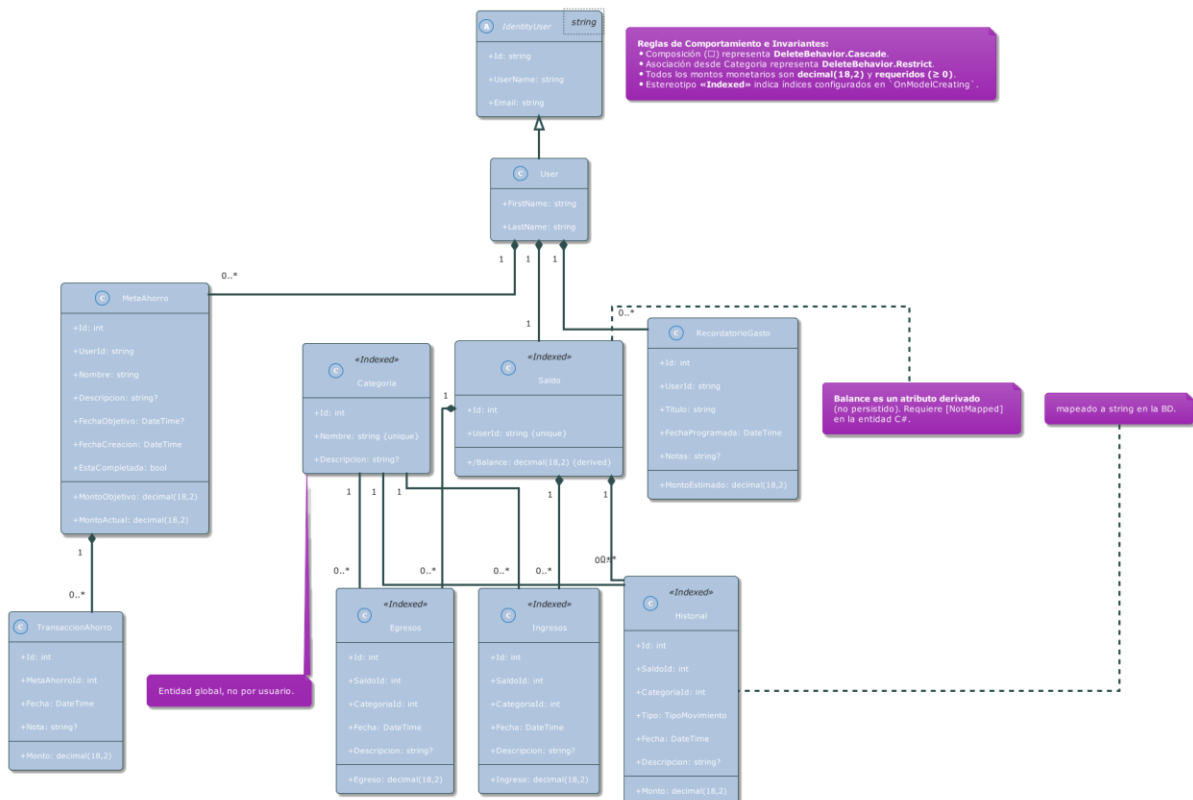 A IdentityUser
string
+Id: string
+UserName: string
+Email: string
Reglas de Comportamiento e Invariantes:
• Composición (☐) representa DeleteBehavior.Cascade.
• Asociación desde Categoria representa DeleteBehavior.Restrict.
• Todos los montos monetarios son decimal(18,2) y requeridos (≥ 0).
• Estereotipo «Indexed» indica índices configurados en `OnModelCreating`.
C User
+FirstName: string
+LastName: string
1
1
1
0..*
1
0..*
C MetaAhorro
+Id: int
+UserId: string
+Nombre: string
+Descripcion: string?
+FechaObjetivo: DateTime?
+FechaCreacion: DateTime
+EstaCompletada: bool
+MontoObjetivo: decimal(18,2)
+MontoActual: decimal(18,2)
«Indexed»
C Categoria
+Id: int
+Nombre: string {unique}
+Descripcion: string?
«Indexed»
C Saldo
+Id: int
+UserId: string {unique}
+/Balance: decimal(18,2) {derived}
C RecordatorioGasto
+Id: int
+UserId: string
+Titulo: string
+FechaProgramada: DateTime
+Notas: string?
+MontoEstimado: decimal(18,2)
Balance es un atributo derivado
(no persistido). Requiere [NotMapped]
en la entidad C#.
mapeado a string en la BD.
1
1
1
1
1
1
1
0..*
0..*
0..*
0..*
0..*
C TransaccionAhorro
+Id: int
+MetaAhorroId: int
+Fecha: DateTime
+Nota: string?
+Monto: decimal(18,2)
Entidad global, no por usuario.
«Indexed»
C Egresos
+Id: int
+SaldoId: int
+CategoriaId: int
+Fecha: DateTime
+Descripcion: string?
+Egreso: decimal(18,2)
«Indexed»
C Ingresos
+Id: int
+SaldoId: int
+CategoriaId: int
+Fecha: DateTime
+Descripcion: string?
+Ingreso: decimal(18,2)
«Indexed»
C Historial
+Id: int
+SaldoId: int
+CategoriaId: int
+Tipo: TipoMovimiento
+Fecha: DateTime
+Descripcion: string?
+Monto: decimal(18,2)